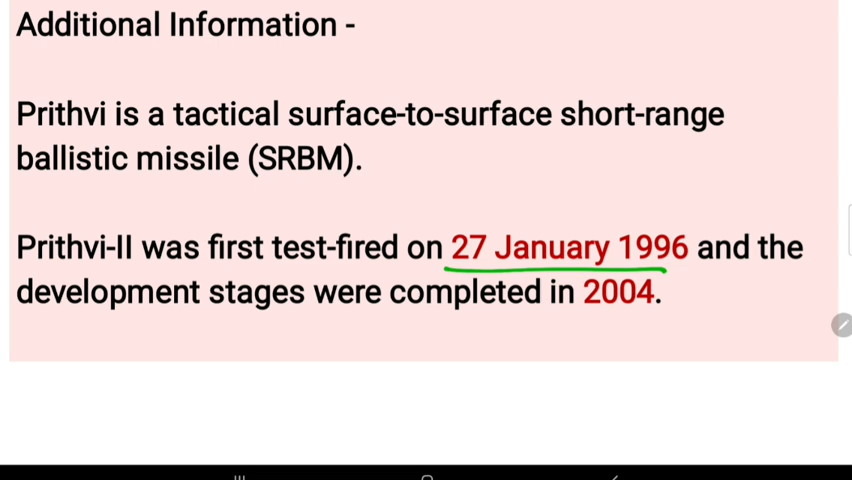 Additional Information -
Prithvi is a tactical surface-to-surface short-range
ballistic missile (SRBM).
Prithvi-II was first test-fired on 27 January 1996 and the
development stages were completed in 2004.